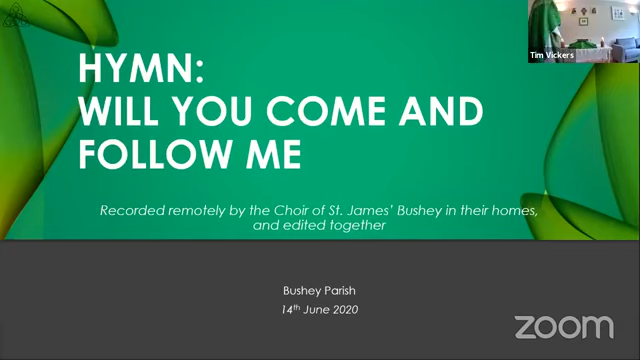 Tim Vickers
HYMN:
WILL YOU COME AND
FOLLOW ME
Recorded remotely by the Choir of St. James’ Bushey in their homes,
and edited together
Bushey Parish
14th June 2020
zoom